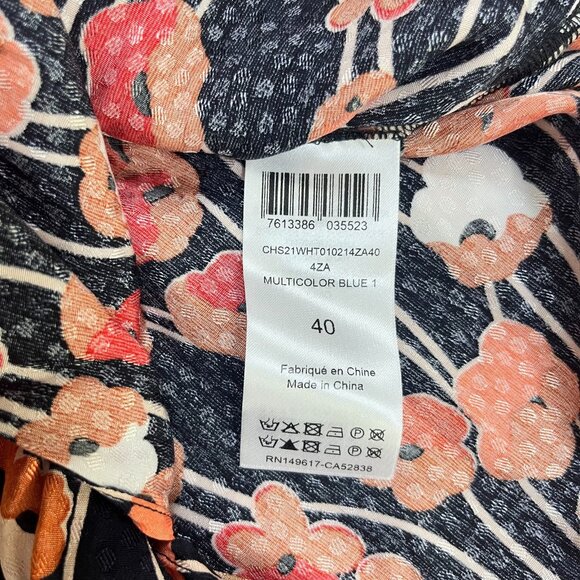 7613386 035523
CHS21WHT010214ZA40
4ZA
MULTICOLOR BLUE 1
40
Fabriqué en Chine
Made in China
RN149617-CA52838